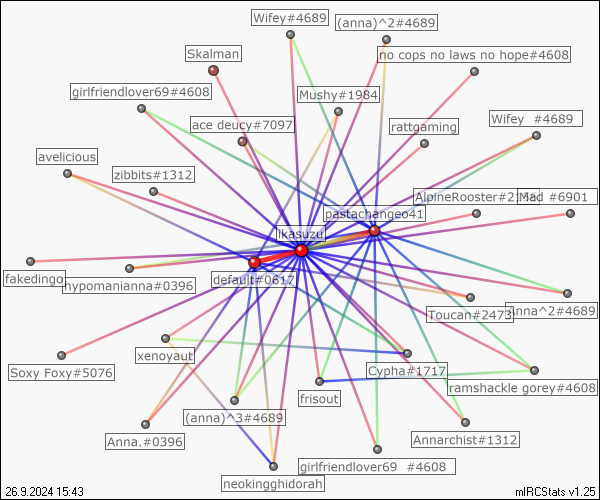 Wifey#4689
(anna)^2#4689
Skalman
no cops no laws no hope#4608
girlfriendlover69#4608
Mushy#1984
ace deucy#7097
rattgaming
Wifey #4689
avelicious
zibbits#1312
AlpineRooster#21
Mad #6901
pastachangeo41
ikasuzu
fakedingo
hypomanianna#0396
default#0617
Toucan#2473
Anna^2#4689
xenoyaut
Soxy Foxy#5076
Cypha#1717
ramshackle gorey#4608
frisout
(anna)^3#4689
Anna.#0396
Annarchist#1312
girlfriendlover69 #4608
neokingghidorah
26.9.2024 15:43
mIRCStats v1.25